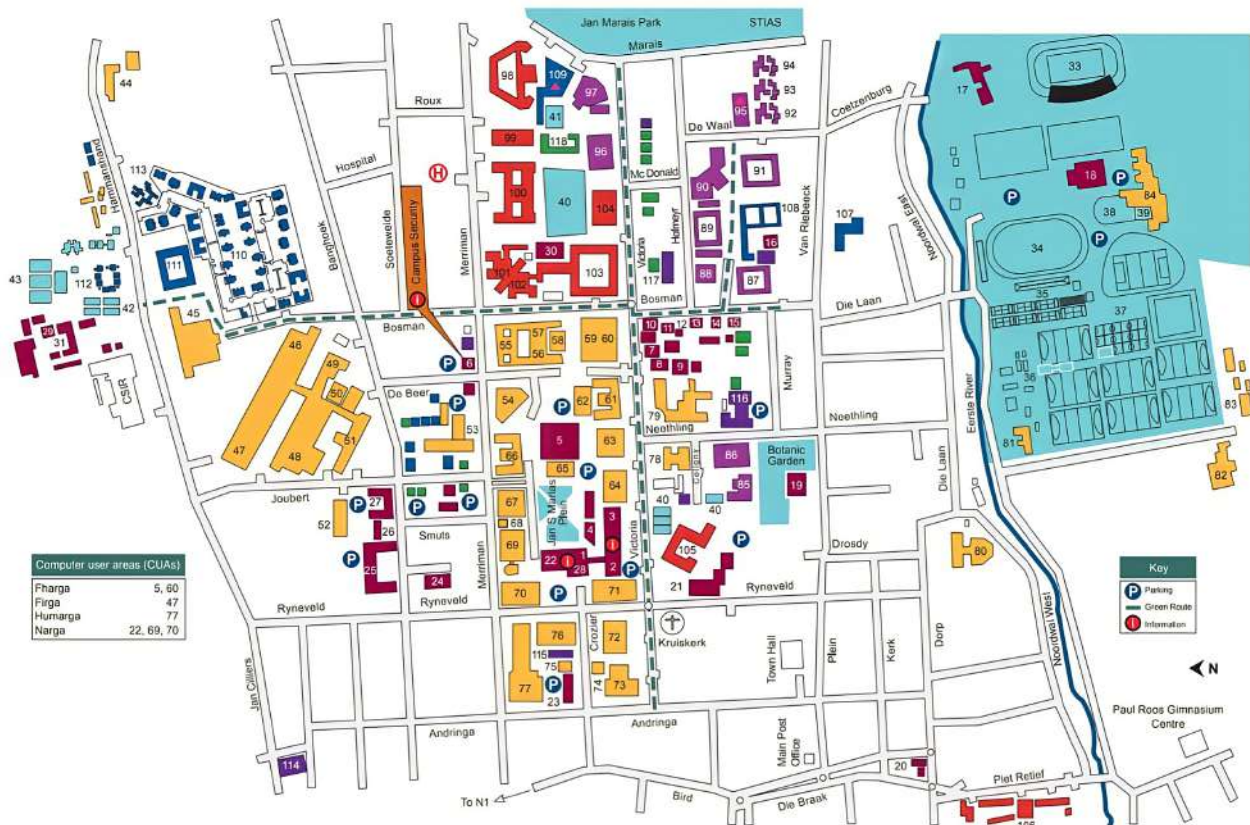 Jan Marais Park
STIAS
Marais
44
98
109
97
94
93
92
95
33
17
Roux
41
99
118
96
De Waal
Coetzenburg
Hospital
H
Mc Donald
91
90
18
84
38
39
113
Hammanshand
Banghoek
Soeteweide
Campus Security
Merriman
100
40
104
Victoria
Hofmeyr
89
108
16
107
Van Riebeeck
Noordwal East
34
110
111
43
112
42
30
101
102
103
117
88
87
Bosman
Die Laan
35
37
45
29
31
CSIR
46
Bosman
6
55
57
56
58
59
60
10
11
12
13
14
15
7
8
9
Murray
36
49
50
De Beer
54
62
61
79
116
Neethling
Neethling
Eerste River
83
53
5
63
47
48
51
66
65
78
86
85
Botanic
Garden
19
81
82
Die Laan
Joubert
52
27
26
25
Smuts
24
67
68
69
Jan S Marias
Plein
64
3
4
40
40
105
Drosdy
80
Computer user areas (CUAs)
Fharga 5, 60
Firga 47
Humarga 77
Narga 22, 69, 70
Merriman
22
1
28
2
Victoria
21
Ryneveld
Ryneveld
Ryneveld
70
71
Key
P Parking
Green Route
i Information
Kruiskerk
76
115
75
77
23
Crozier
72
74
73
Town Hall
Plein
Kerk
Dorp
Noordwal West
N
Jan Cilliers
Andringa
Andringa
Main Post
Office
Paul Roos Gimnasium
Centre
114
20
Piet Retief
To N1
Bird
Die Braak
106